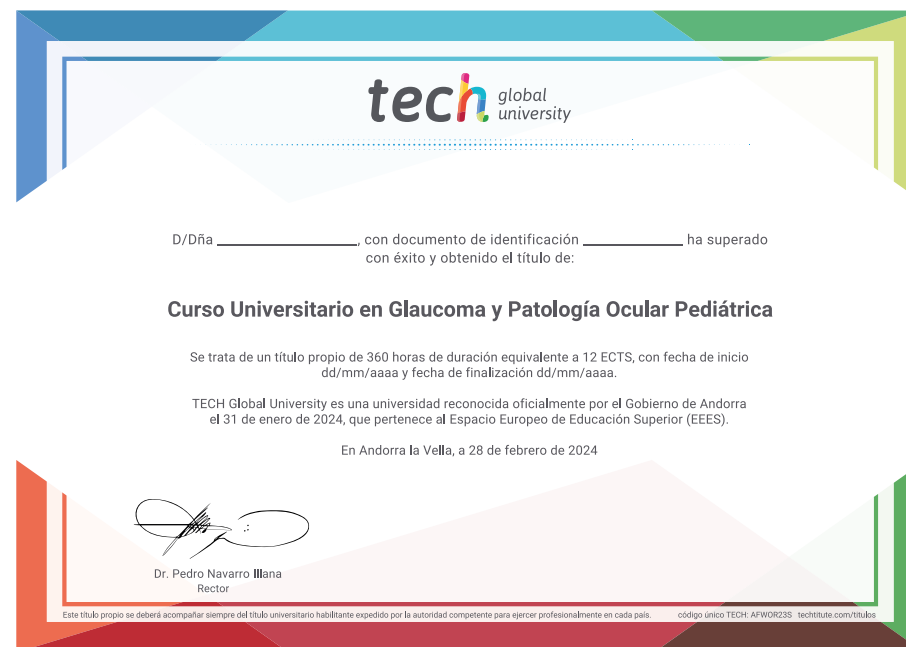 tech global university
D/Dña ______________, con documento de identificación __________ ha superado
con éxito y obtenido el título de:
Curso Universitario en Glaucoma y Patología Ocular Pediátrica
Se trata de un título propio de 360 horas de duración equivalente a 12 ECTS, con fecha de inicio
dd/mm/aaaa y fecha de finalización dd/mm/aaaa.
TECH Global University es una universidad reconocida oficialmente por el Gobierno de Andorra
el 31 de enero de 2024, que pertenece al Espacio Europeo de Educación Superior (EEES).
En Andorra la Vella, a 28 de febrero de 2024
Dr. Pedro Navarro Illana
Rector
Este título propio se deberá acompañar siempre del título universitario habilitante expedido por la autoridad competente para ejercer profesionalmente en cada país. código único TECH: AFWOR23S techtitute.com/titulos